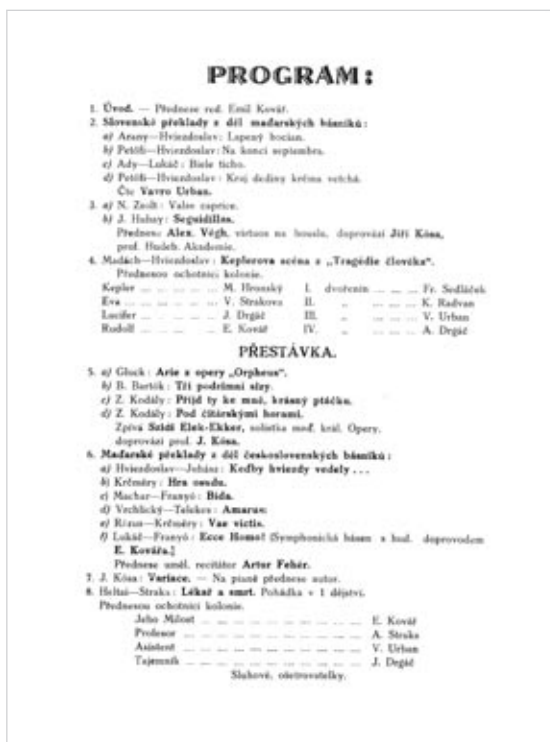 PROGRAM:
1. Úvod. — Přednese red. Emil Kovář.
2. Slovenské překlady z děl maďarských básníků:
a) Arany—Hviezdoslav: Lapený bocian.
b) Petőfi—Hviezdoslav: Na konci septembra.
c) Ady—Lukáč: Biele ticho.
d) Petőfi—Hviezdoslav: Kraj dediny krčma vetchá.
Čte Vavro Urban.
3. a) N. Zsolt: Valse caprice.
b) J. Hubay: Seguidillas.
Přednese Alex. Végh, virtuos na housle, doprovází Jiří Kósa,
prof. Hudeb. Akademie.
4. Madách—Hviezdoslav: Keplerova scéna z „Tragédie člověka".
Přednesou ochotníci kolonie.
Kepler ... M. Hronský I. dvořenín ... Fr. Sedláček
Eva ... V. Strakova II. „ ... K. Radvan
Lucifer ... J. Drgáč III. „ ... V. Urban
Rudolf ... E. Kovář IV. „ ... A. Drgáč
PŘESTÁVKA.
5. a) Gluck: Arie z opery „Orpheus".
b) B. Bartók: Tři podzimní slzy.
c) Z. Kodály: Přijd ty ke mně, krásný ptáčku.
d) Z. Kodály: Pod čitárskými horami.
Zpívá Szidi Elek-Ekker, solistka maď. král. Opery,
doprovází prof. J. Kósa.
6. Maďarské překlady z děl československých básníků:
a) Hviezdoslav—Juhász: Keďby hviezdy vedely...
b) Krčméry: Hra osudu.
c) Machar—Franyó: Bída.
d) Vrchlický—Telekes: Amarus.
e) Rázus—Krčméry: Vae victis.
f) Lukáč—Franyó: Ecce Homo! (Symphonická básen s hud. doprovodem
E. Kovářa.]
Přednese uměl. recitátor Artur Fehér.
7. J. Kósa: Variace. — Na pianě přednese autor.
8. Heltai—Straka: Lékař a smrt. Pohádka v 1 dějství.
Přednesou ochotníci kolonie.
Jeho Milost ... E. Kovář
Profesor ... A. Straka
Asistent ... V. Urban
Tajemník ... J. Drgáč
Sluhové, ošetrovatelky.